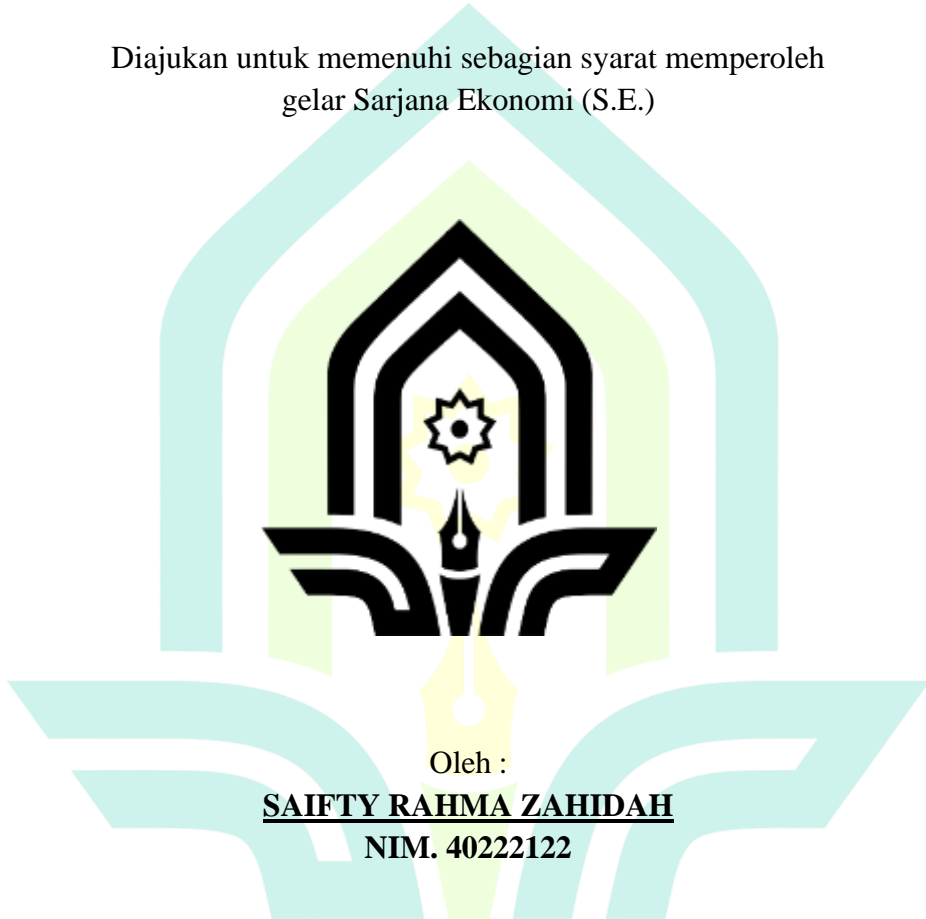 Diajukan untuk memenuhi sebagian syarat memperoleh
gelar Sarjana Ekonomi (S.E.)
Oleh :
SAIFTY RAHMA ZAHIDAH
NIM. 40222122